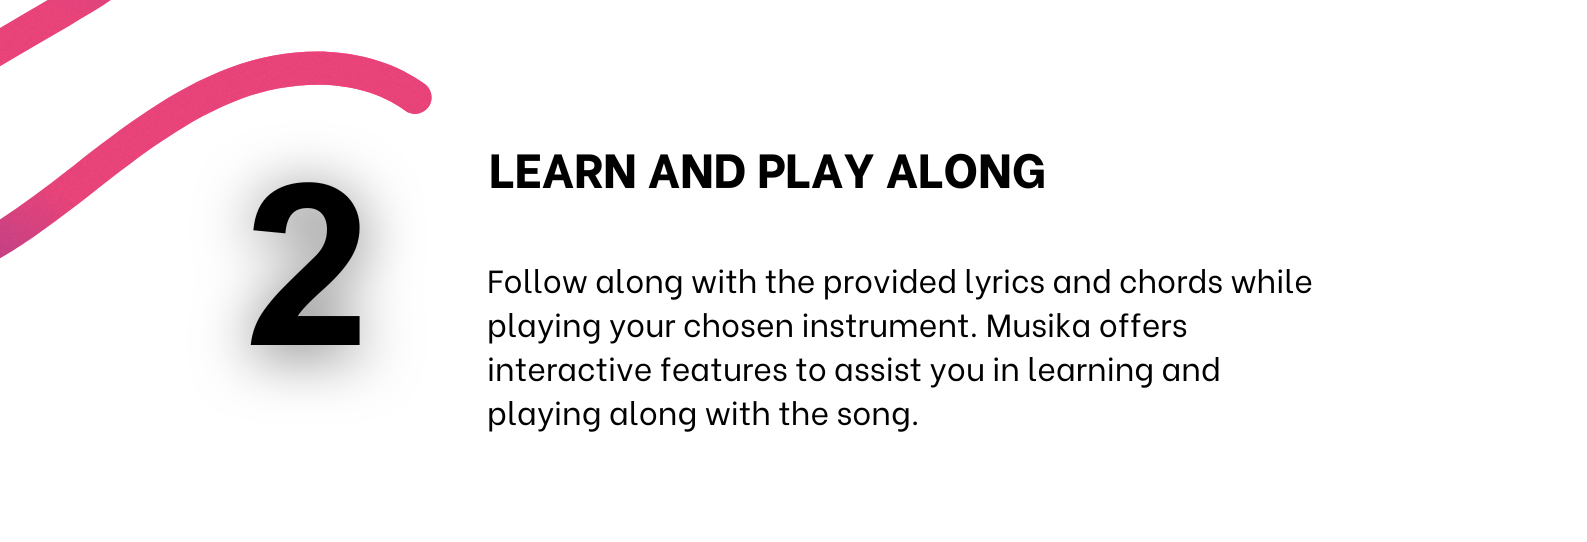 2
LEARN AND PLAY ALONG
Follow along with the provided lyrics and chords while
playing your chosen instrument. Musika offers
interactive features to assist you in learning and
playing along with the song.